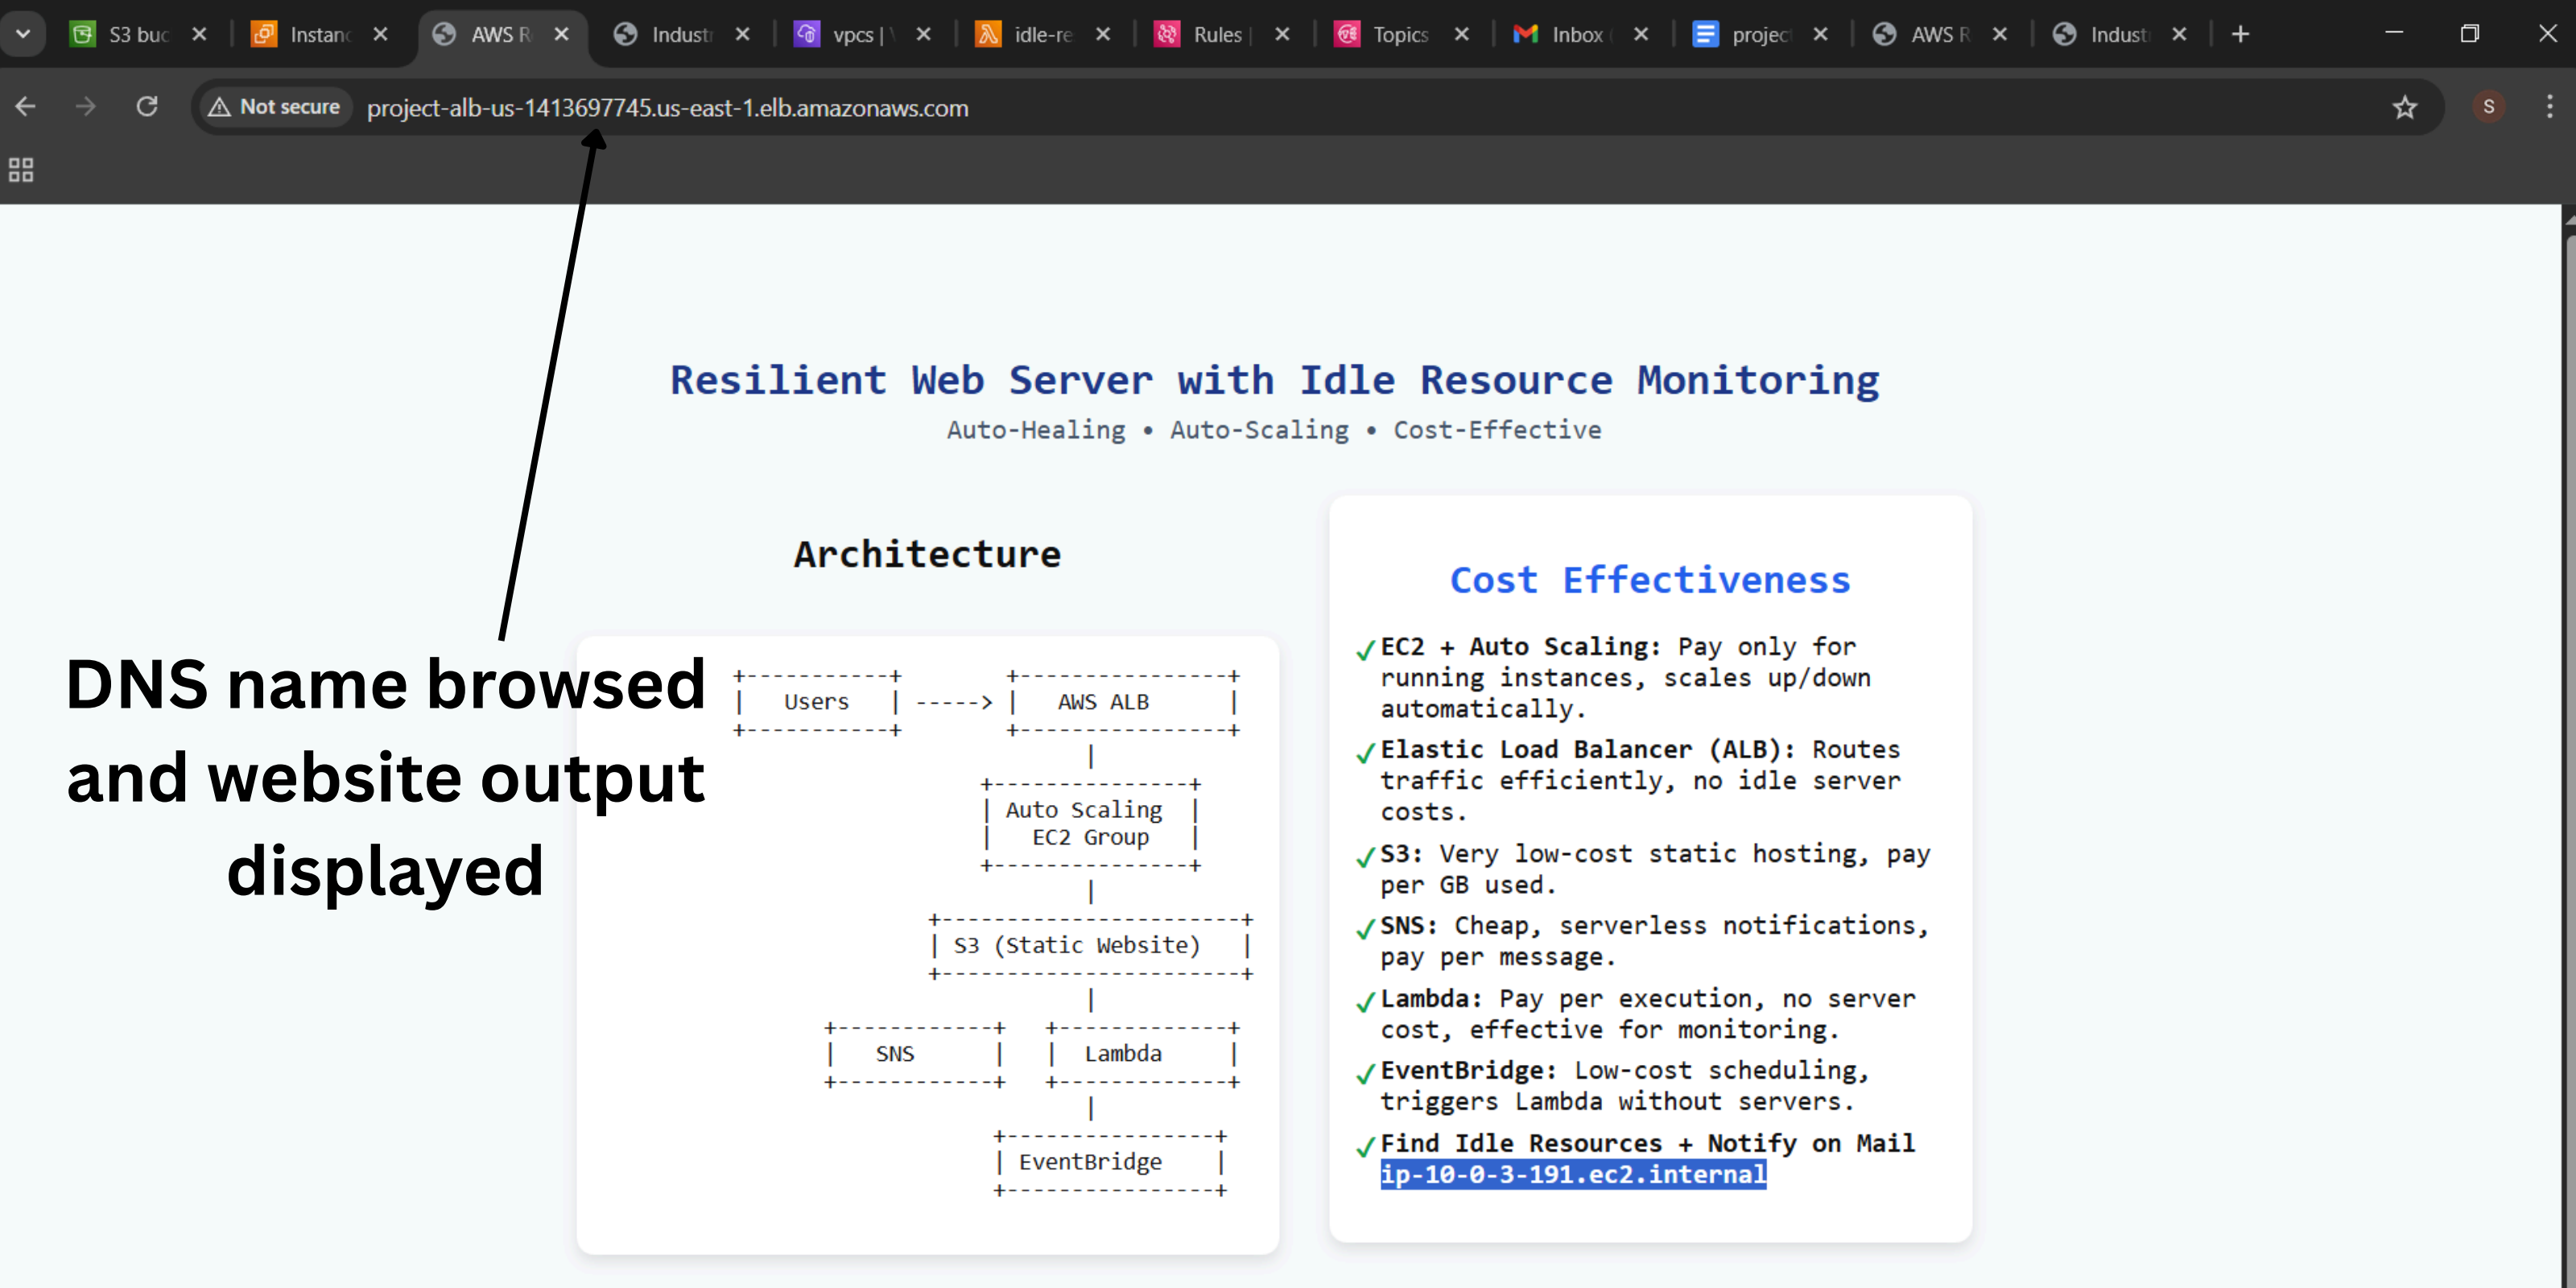 S3 buc
Instanc
AWS R
Industr
vpcs | V
idle-re
Rules |
Topics
Inbox (
project
AWS R
Indust
Not secure
project-alb-us-1413697745.us-east-1.elb.amazonaws.com
S
Resilient Web Server with Idle Resource Monitoring
Auto-Healing • Auto-Scaling • Cost-Effective
DNS name browsed
and website output
displayed
Architecture
+-----------+        +----------------+
|   Users   | -----> |   AWS ALB      |
+-----------+        +----------------+
|
+---------------+
| Auto Scaling  |
|   EC2 Group   |
+---------------+
|
+-----------------------+
| S3 (Static Website)   |
+-----------------------+
|
+------------+   +-------------+
|   SNS      |   |  Lambda     |
+------------+   +-------------+
|
+----------------+
| EventBridge    |
+----------------+
Cost Effectiveness
✓EC2 + Auto Scaling: Pay only for
running instances, scales up/down
automatically.
✓Elastic Load Balancer (ALB): Routes
traffic efficiently, no idle server
costs.
✓S3: Very low-cost static hosting, pay
per GB used.
✓SNS: Cheap, serverless notifications,
pay per message.
✓Lambda: Pay per execution, no server
cost, effective for monitoring.
✓EventBridge: Low-cost scheduling,
triggers Lambda without servers.
✓Find Idle Resources + Notify on Mail
ip-10-0-3-191.ec2.internal